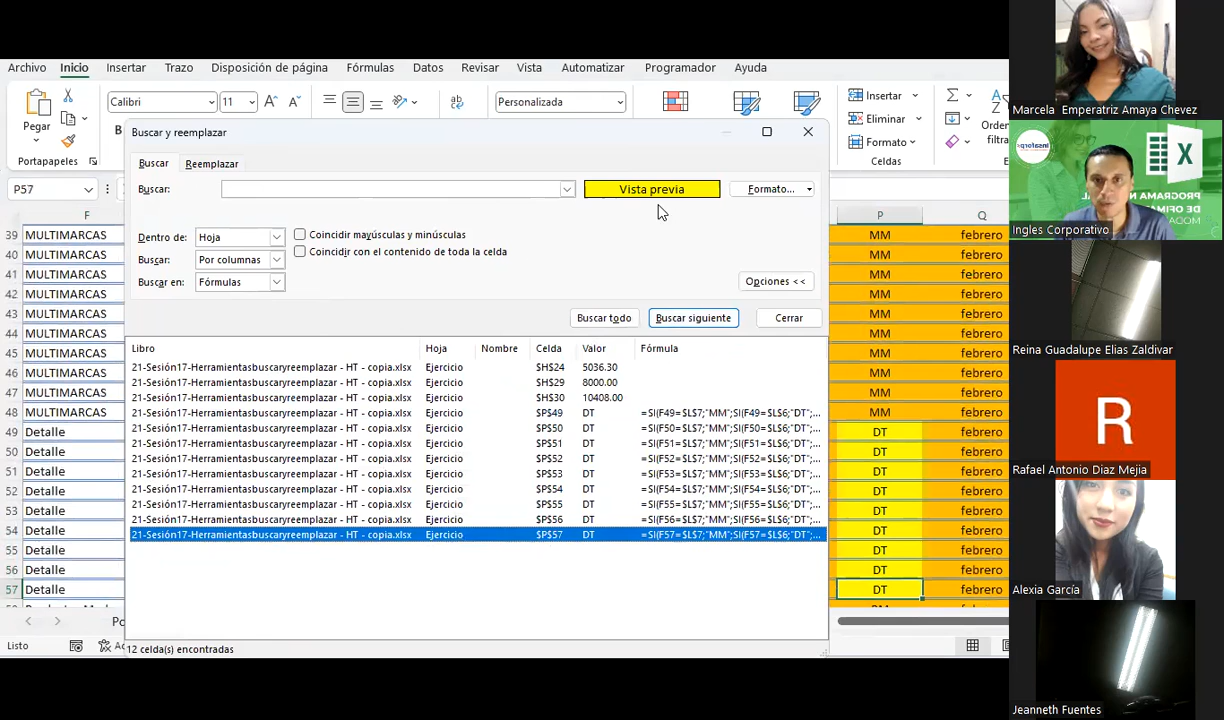 Archivo Inicio Insertar Trazo Disposición de página Fórmulas Datos Revisar Vista Automatizar Programador Ayuda
Pegar
Portapapeles
Calibri 11
Personalizada
Insertar
Eliminar
Formato
Celdas
Orden
filtra
P57
Buscar y reemplazar
Buscar Reemplazar
Buscar: Vista previa Formato...
Dentro de: Hoja Coincidir mayúsculas y minúsculas
Buscar: Por columnas Coincidir con el contenido de toda la celda
Buscar en: Fórmulas Opciones <<
Buscar todo Buscar siguiente Cerrar
Libro Hoja Nombre Celda Valor Fórmula
21-Sesión17-Herramientasbuscaryreemplazar - HT - copia.xlsx Ejercicio $H$24 5036.30
21-Sesión17-Herramientasbuscaryreemplazar - HT - copia.xlsx Ejercicio $H$29 8000.00
21-Sesión17-Herramientasbuscaryreemplazar - HT - copia.xlsx Ejercicio $H$30 10408.00
21-Sesión17-Herramientasbuscaryreemplazar - HT - copia.xlsx Ejercicio $P$49 DT =SI(F49=$L$7;"MM";SI(F49=$L$6;"DT";...
21-Sesión17-Herramientasbuscaryreemplazar - HT - copia.xlsx Ejercicio $P$50 DT =SI(F50=$L$7;"MM";SI(F50=$L$6;"DT";...
21-Sesión17-Herramientasbuscaryreemplazar - HT - copia.xlsx Ejercicio $P$51 DT =SI(F51=$L$7;"MM";SI(F51=$L$6;"DT";...
21-Sesión17-Herramientasbuscaryreemplazar - HT - copia.xlsx Ejercicio $P$52 DT =SI(F52=$L$7;"MM";SI(F52=$L$6;"DT";...
21-Sesión17-Herramientasbuscaryreemplazar - HT - copia.xlsx Ejercicio $P$53 DT =SI(F53=$L$7;"MM";SI(F53=$L$6;"DT";...
21-Sesión17-Herramientasbuscaryreemplazar - HT - copia.xlsx Ejercicio $P$54 DT =SI(F54=$L$7;"MM";SI(F54=$L$6;"DT";...
21-Sesión17-Herramientasbuscaryreemplazar - HT - copia.xlsx Ejercicio $P$55 DT =SI(F55=$L$7;"MM";SI(F55=$L$6;"DT";...
21-Sesión17-Herramientasbuscaryreemplazar - HT - copia.xlsx Ejercicio $P$56 DT =SI(F56=$L$7;"MM";SI(F56=$L$6;"DT";...
21-Sesión17-Herramientasbuscaryreemplazar - HT - copia.xlsx Ejercicio $P$57 DT =SI(F57=$L$7;"MM";SI(F57=$L$6;"DT";...
12 celda(s) encontradas
F P Q
39 MULTIMARCAS MM febrero
40 MULTIMARCAS MM febrero
41 MULTIMARCAS MM febrero
42 MULTIMARCAS MM febrero
43 MULTIMARCAS MM febrero
44 MULTIMARCAS MM febrero
45 MULTIMARCAS MM febrero
46 MULTIMARCAS MM febrero
47 MULTIMARCAS MM febrero
48 MULTIMARCAS MM febrero
49 Detalle DT febrero
50 Detalle DT febrero
51 Detalle DT febrero
52 Detalle DT febrero
53 Detalle DT febrero
54 Detalle DT febrero
55 Detalle DT febrero
56 Detalle DT febrero
57 Detalle DT febrero
Listo
Marcela Emperatriz Amaya Chevez
Ingles Corporativo
Reina Guadalupe Elias Zaldivar
R
Rafael Antonio Diaz Mejia
Alexia García
Jeanneth Fuentes